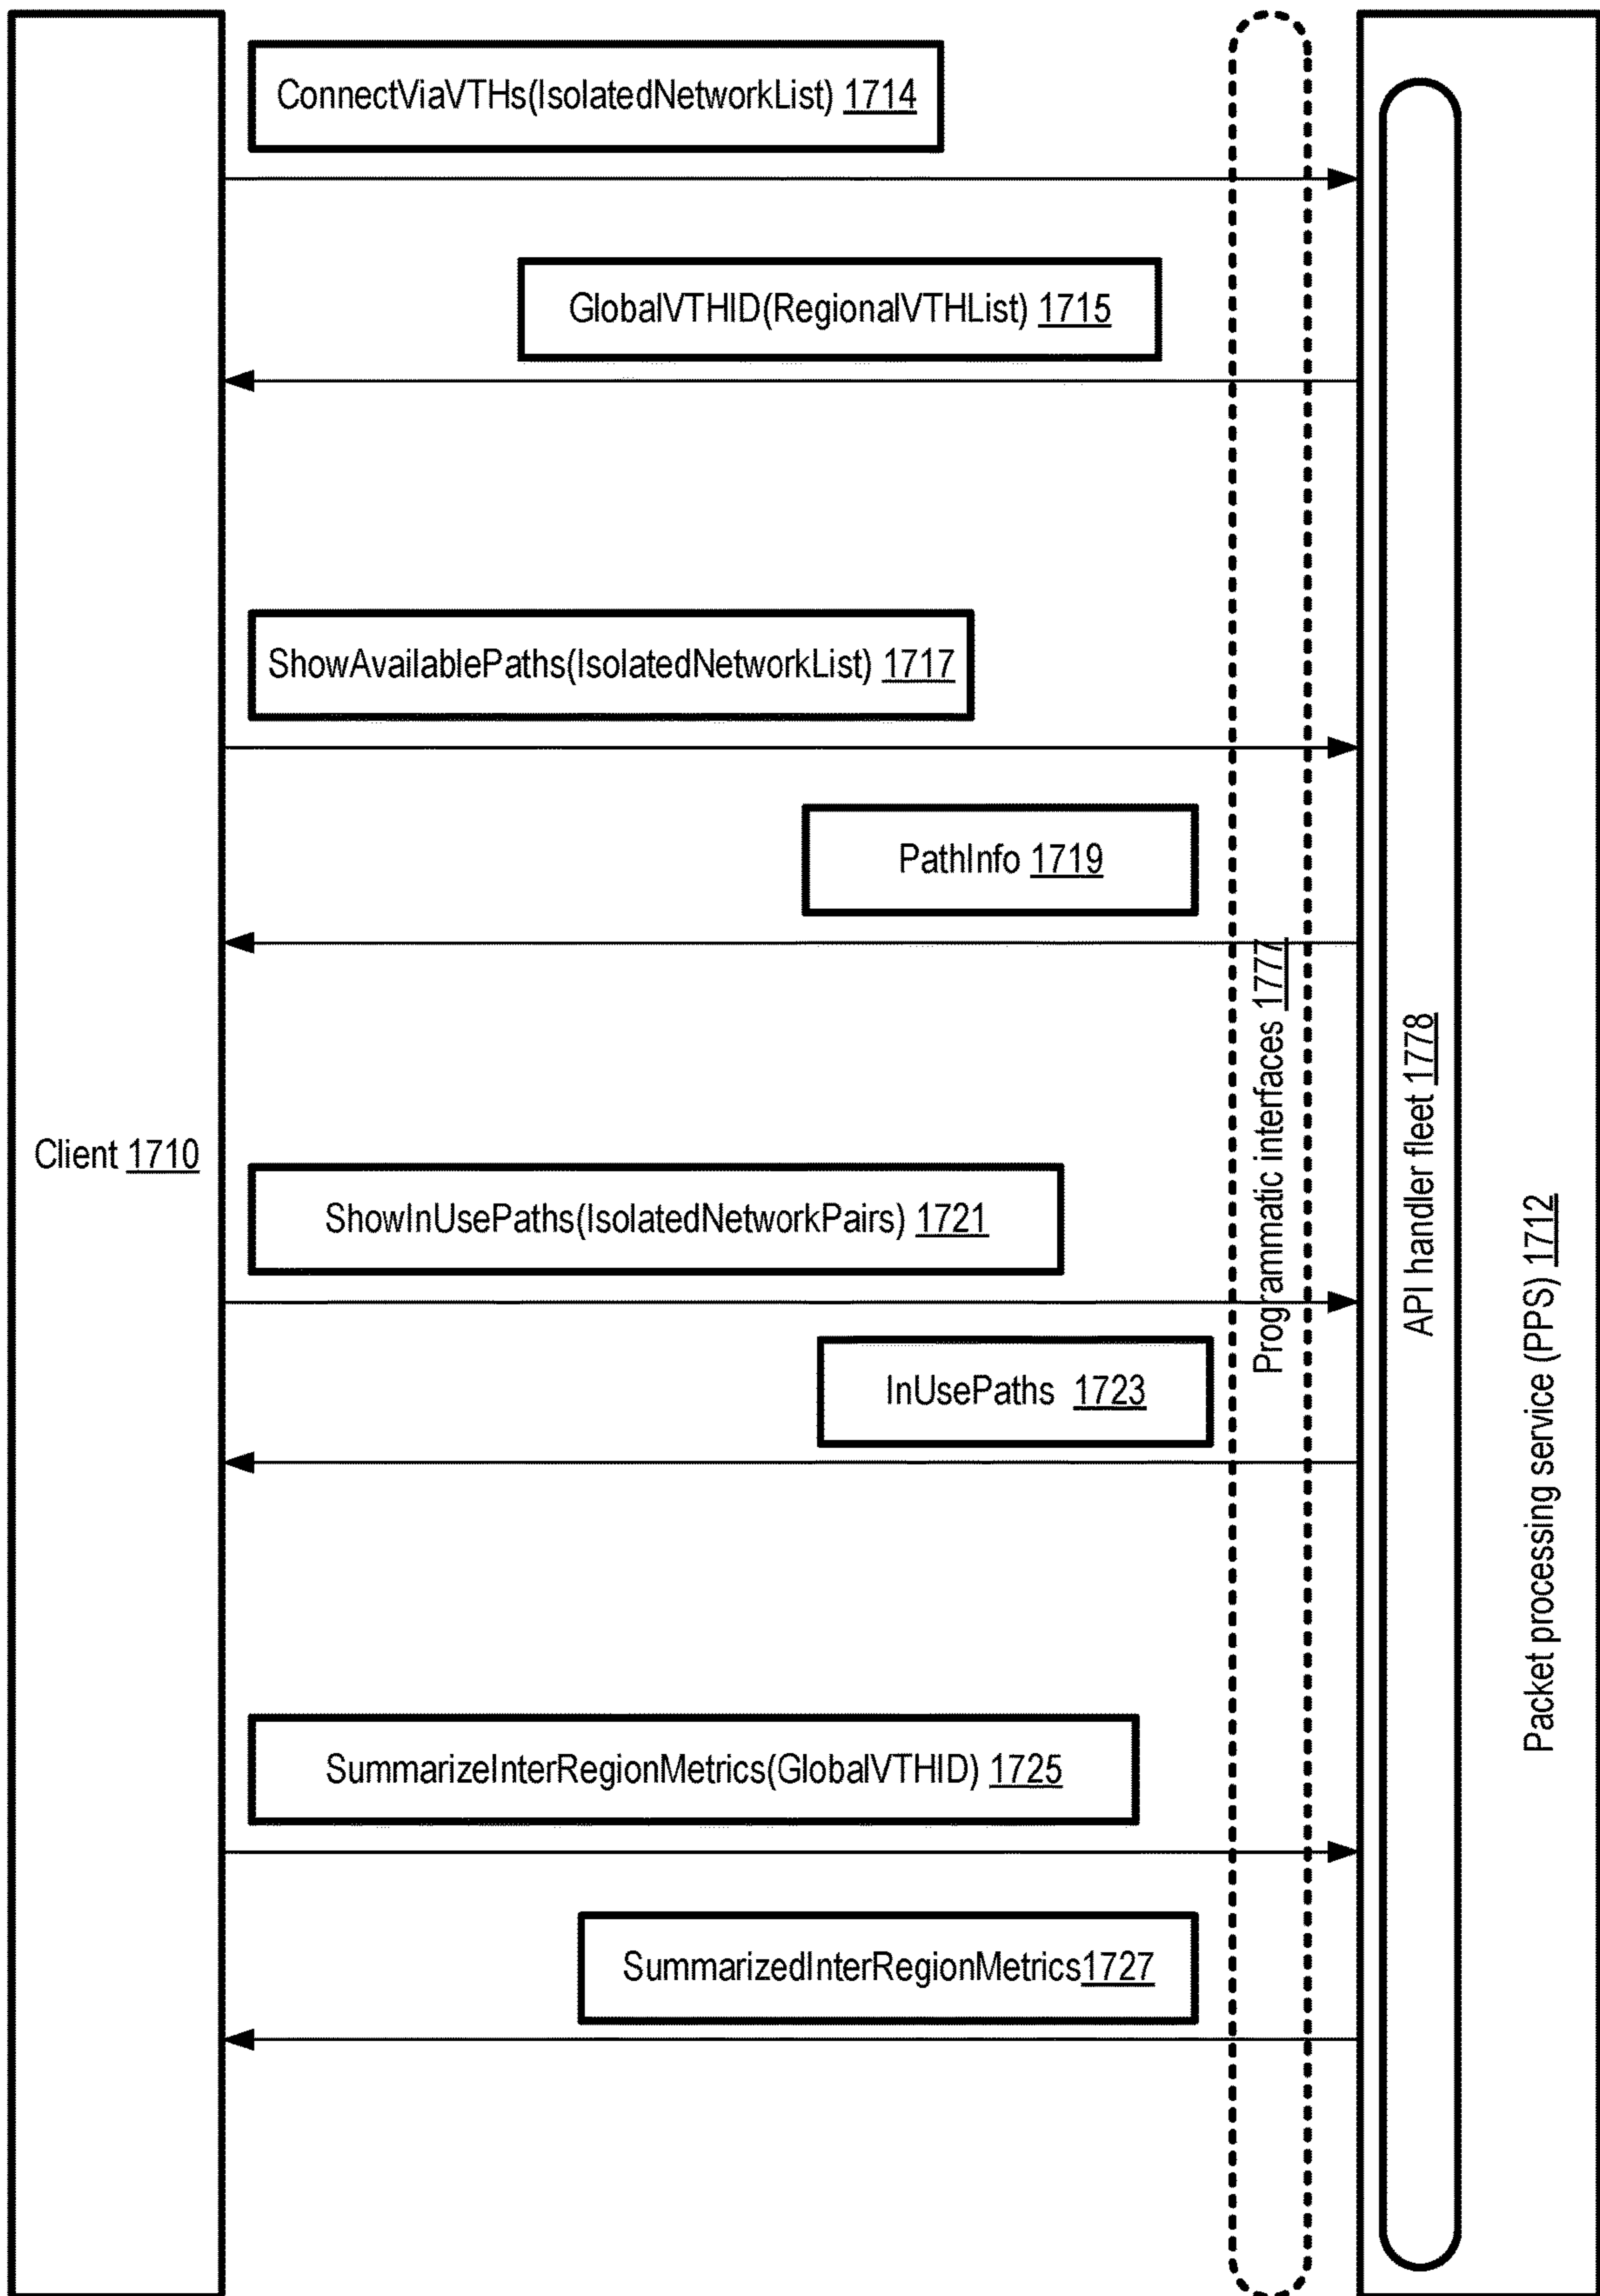 ConnectViaVTHs(IsolatedNetworkList) 1714
GlobalVTHID(RegionalVTHList) 1715
ShowAvailablePaths(IsolatedNetworkList) 1717
PathInfo 1719
Client 1710
ShowInUsePaths(IsolatedNetworkPairs) 1721
InUsePaths 1723
SummarizeInterRegionMetrics(GlobalVTHID) 1725
SummarizedInterRegionMetrics1727
Programmatic interfaces 1777
API handler fleet 1778
Packet processing service (PPS) 1712